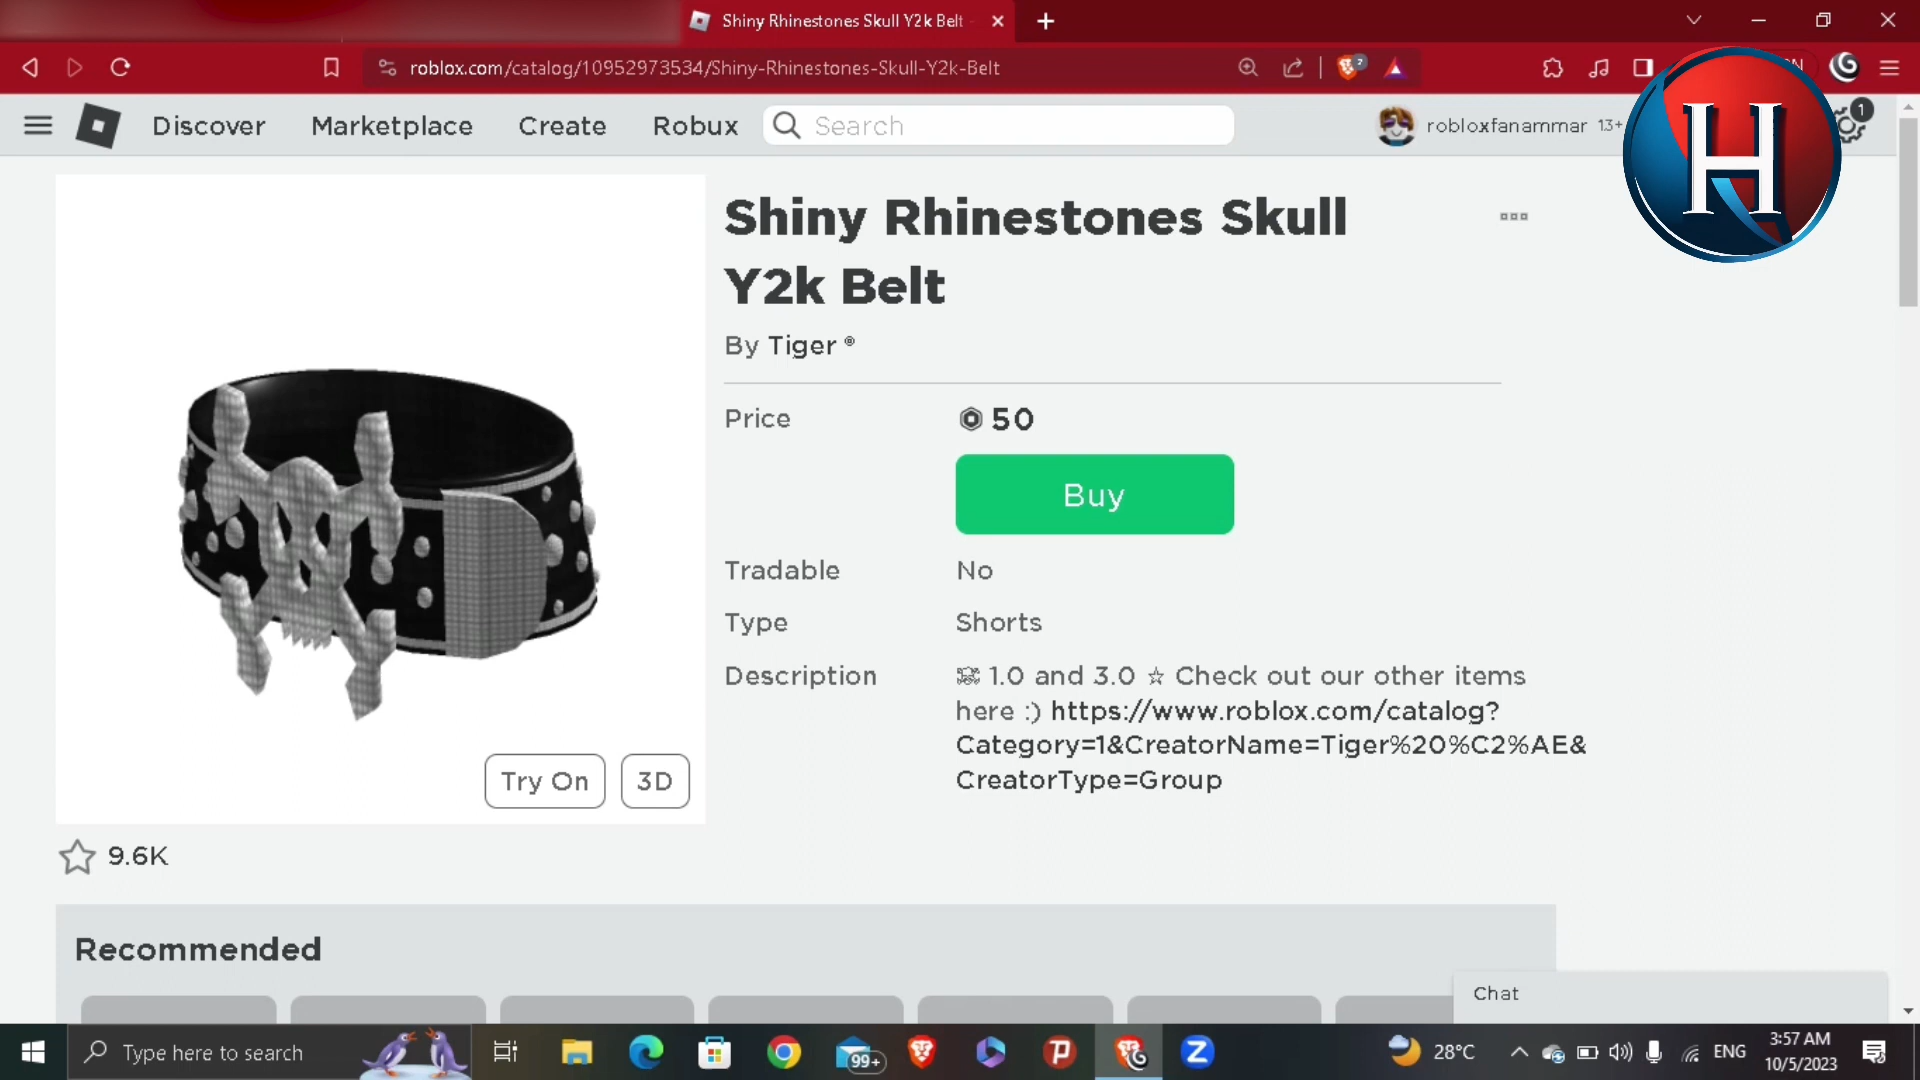 Shiny Rhinestones Skull Y2k Belt
roblox.com/catalog/10952973534/Shiny-Rhinestones-Skull-Y2k-Belt
Discover
Marketplace
Create
Robux
Search
robloxfanammar 13+
1
H
Shiny Rhinestones Skull
Y2k Belt
By Tiger ®
Price
50
Buy
Tradable
No
Type
Shorts
Description
☠ 1.0 and 3.0 ☆ Check out our other items
here :) https://www.roblox.com/catalog?
Category=1&CreatorName=Tiger%20%C2%AE&
CreatorType=Group
Try On
3D
9.6K
Recommended
Chat
Type here to search
99+
28°C
ENG
3:57 AM
10/5/2023